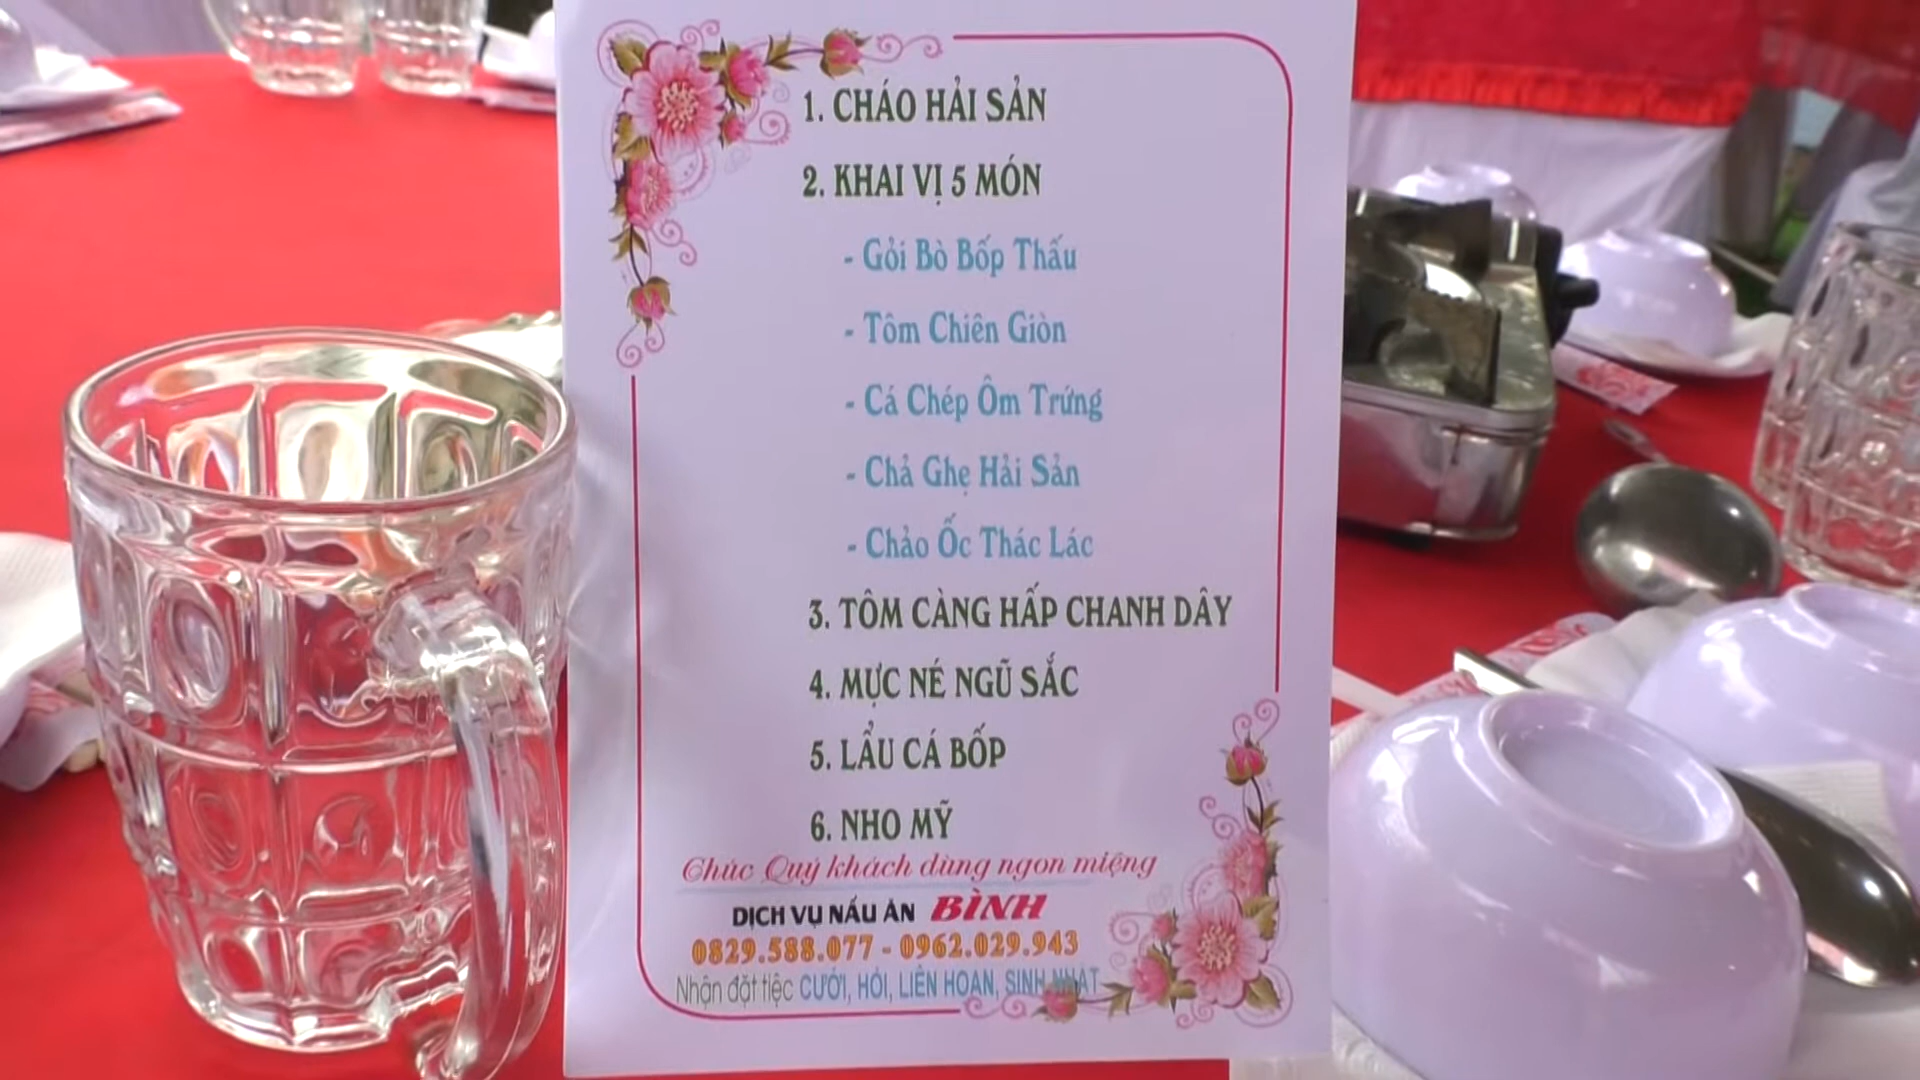 1. CHÁO HẢI SẢN
2. KHAI VỊ 5 MÓN
- Gỏi Bò Bốp Thấu
- Tôm Chiên Giòn
- Cá Chép Ôm Trứng
- Chả Ghẹ Hải Sản
- Chảo Ốc Thác Lác
3. TÔM CÀNG HẤP CHANH DÂY
4. MỰC NÉ NGŨ SẮC
5. LẨU CÁ BỐP
6. NHO MỸ
Chúc Quý khách dùng ngon miệng
DỊCH VỤ NẤU ĂN BÌNH
0829.588.077 - 0962.029.943
Nhận đặt tiệc CƯỚI, HỎI, LIÊN HOAN, SINH NHẬT